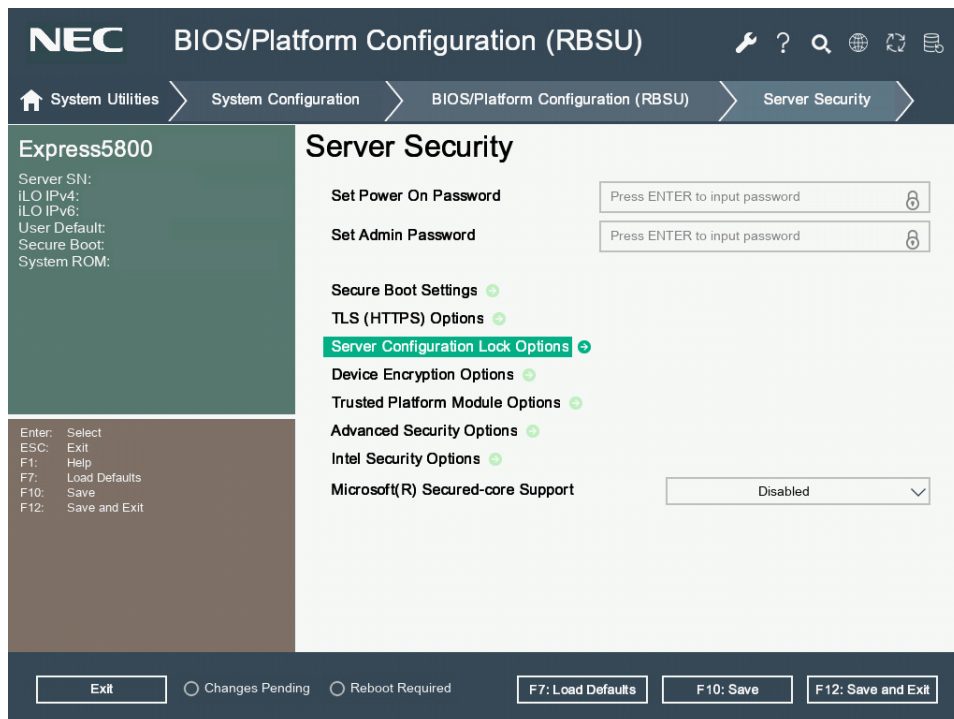 NEC BIOS/Platform Configuration (RBSU)
System Utilities System Configuration BIOS/Platform Configuration (RBSU) Server Security
Express5800
Server SN:
iLO IPv4:
iLO IPv6:
User Default:
Secure Boot:
System ROM:
Enter: Select
ESC: Exit
F1: Help
F7: Load Defaults
F10: Save
F12: Save and Exit
Server Security
Set Power On Password Press ENTER to input password
Set Admin Password Press ENTER to input password
Secure Boot Settings
TLS (HTTPS) Options
Server Configuration Lock Options
Device Encryption Options
Trusted Platform Module Options
Advanced Security Options
Intel Security Options
Microsoft(R) Secured-core Support Disabled
Exit Changes Pending Reboot Required F7: Load Defaults F10: Save F12: Save and Exit